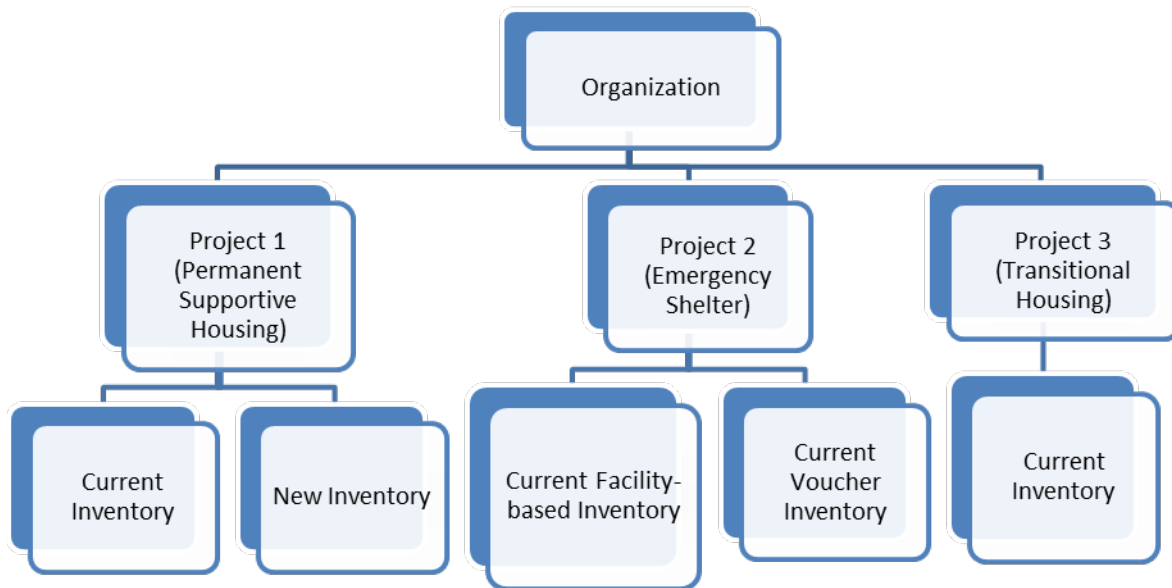 Organization
Project 1
(Permanent
Supportive
Housing)
Project 2
(Emergency
Shelter)
Project 3
(Transitional
Housing)
Current
Inventory
New Inventory
Current Facility-
based Inventory
Current
Voucher
Inventory
Current
Inventory